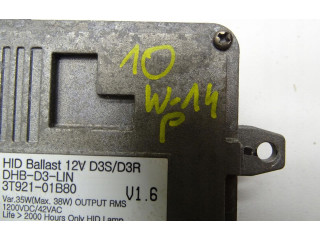 10
W-14
P
HID Ballast 12V D3S/D3R
DHB-D3-LIN
3T921-01B80 V1.6
Var.35W(Max. 38W) OUTPUT RMS
1200VDC/42VAC
Life > 2000 Hours Only HID Lamp